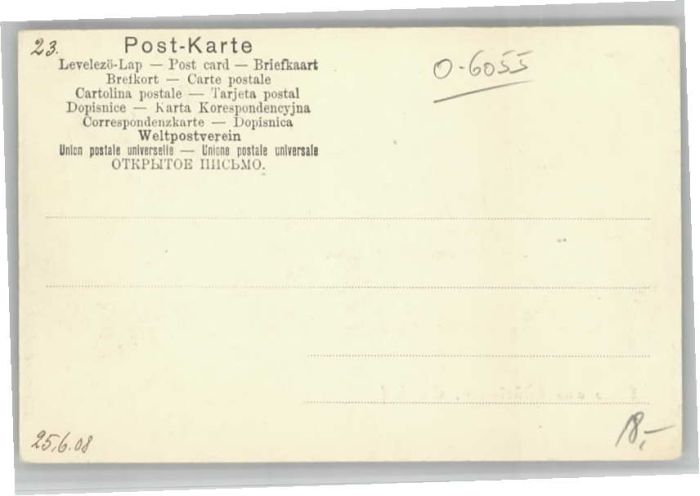 23.
Post-Karte
Levelező-Lap — Post card — Briefkaart
Brefkort — Carte postale
Cartolina postale — Tarjeta postal
Dopisnice — Karta Korespondencyjna
Correspondenzkarte — Dopisnica
Weltpostverein
Union postale universelle — Unione postale universale
ОТКРЫТОЕ ПИСЬМО.
O-6055
25.6.08
18,-